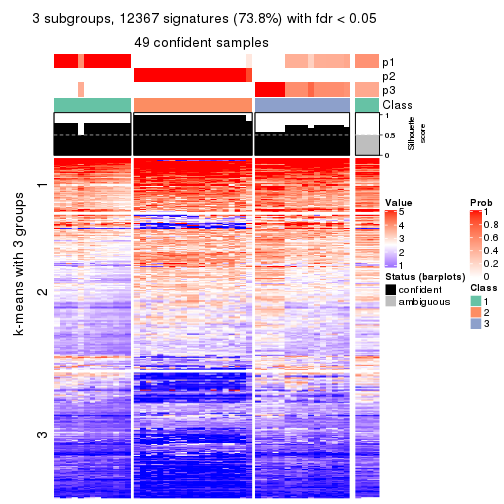 3 subgroups, 12367 signatures (73.8%) with fdr < 0.05
49 confident samples
p1
p2
p3
Class
1
0.5
0
Silhouette
score
k-means with 3 groups
1
2
3
Value
5
4
3
2
1
Status (barplots)
confident
ambiguous
Prob
1
0.8
0.6
0.4
0.2
0
Class
1
2
3